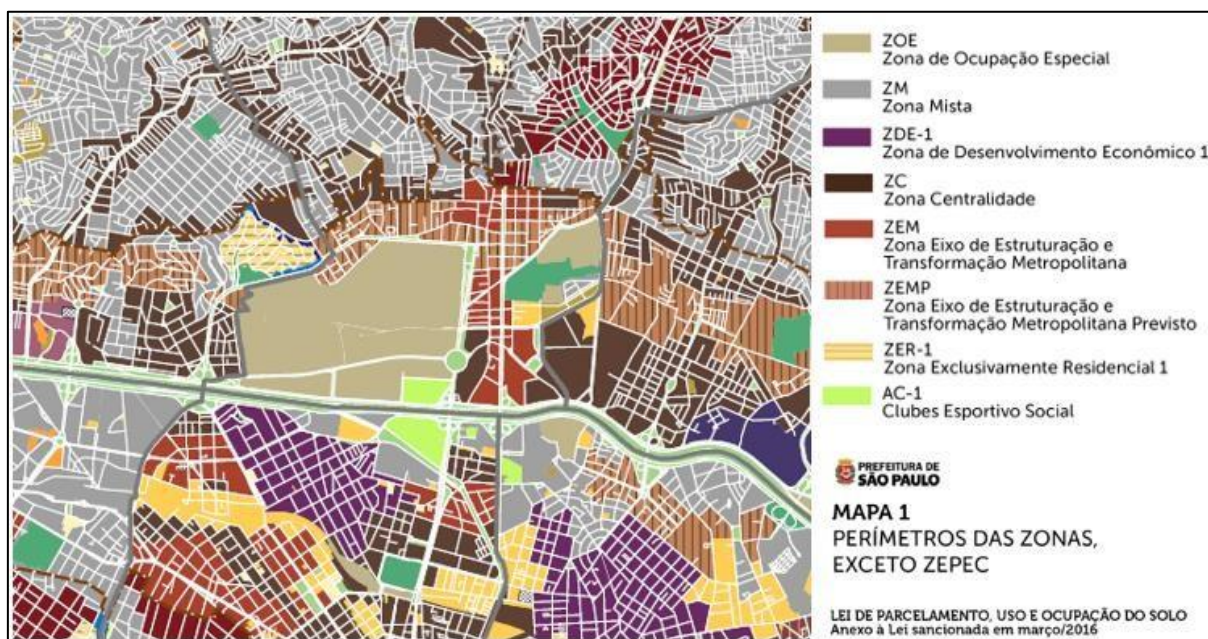 ZOE
Zona de Ocupação Especial
ZM
Zona Mista
ZDE-1
Zona de Desenvolvimento Econômico 1
ZC
Zona Centralidade
ZEM
Zona Eixo de Estruturação e
Transformação Metropolitana
ZEMP
Zona Eixo de Estruturação e
Transformação Metropolitana Previsto
ZER-1
Zona Exclusivamente Residencial 1
AC-1
Clubes Esportivo Social
PREFEITURA DE
SÃO PAULO
MAPA 1
PERÍMETROS DAS ZONAS,
EXCETO ZEPEC
LEI DE PARCELAMENTO, USO E OCUPAÇÃO DO SOLO
Anexo à Lei sancionada em março/2016